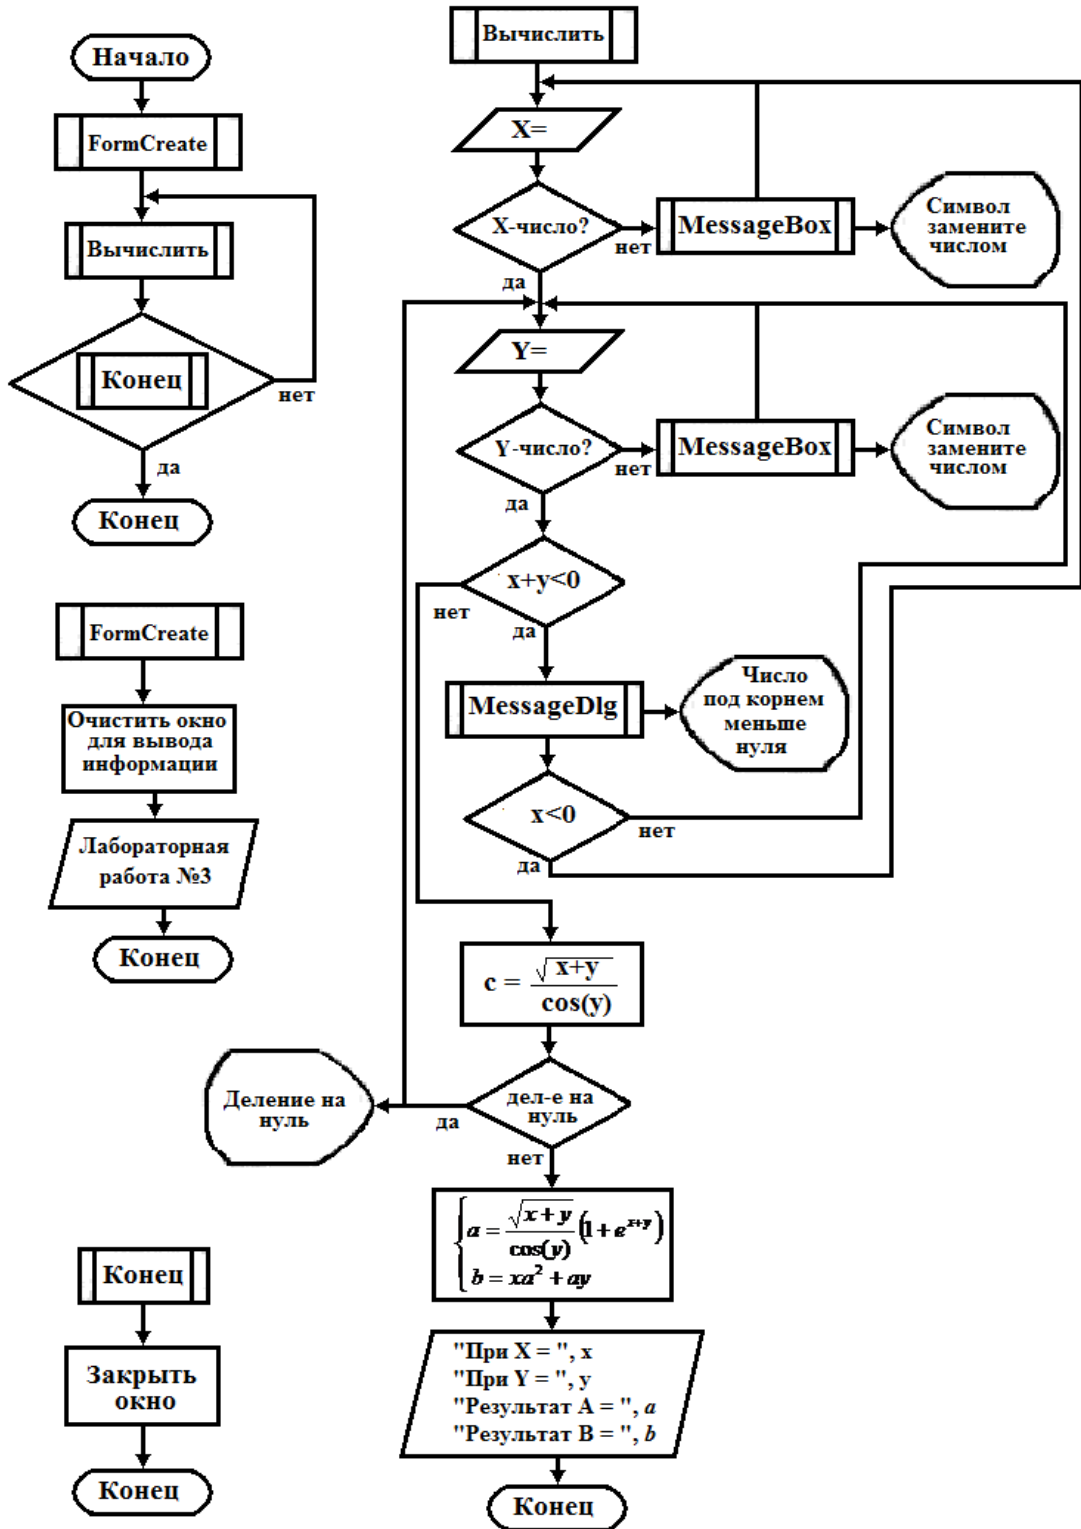 Начало
FormCreate
Вычислить
Конец
нет
да
Конец
FormCreate
Очистить окно
для вывода
информации
Лабораторная
работа №3
Конец
Конец
Закрыть
окно
Конец
Вычислить
X=
X-число?
нет
MessageBox
Символ
замените
числом
да
Y=
Y-число?
нет
MessageBox
Символ
замените
числом
да
x+y<0
нет
да
MessageDlg
Число
под корнем
меньше
нуля
x<0
нет
да
c = √x+y / cos(y)
дел-е на
нуль
да
Деление на
нуль
нет
a = √x+y / cos(y) (1+e^x+y)
b = xa² + ay
"При X = ", x
"При Y = ", y
"Результат A = ", a
"Результат B = ", b
Конец